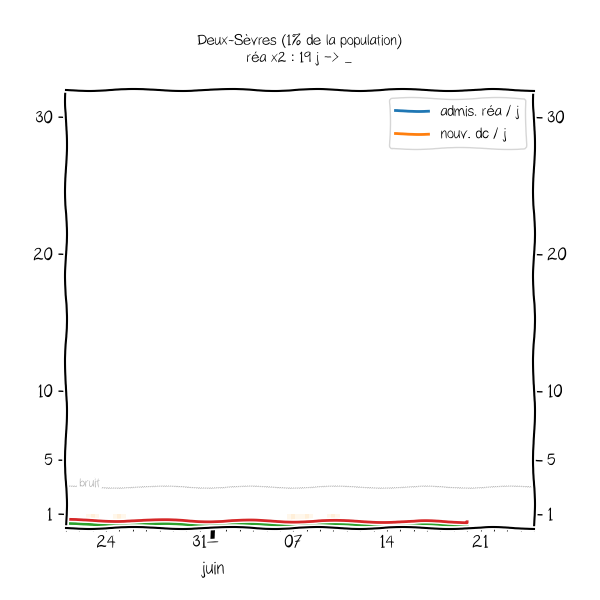 Deux-Sèvres (1% de la population)
réa x2 : 19 j -> _
admis. réa / j
nouv. dc / j
30
30
20
20
10
10
5
5
bruit
1
1
24
31
07
14
21
juin